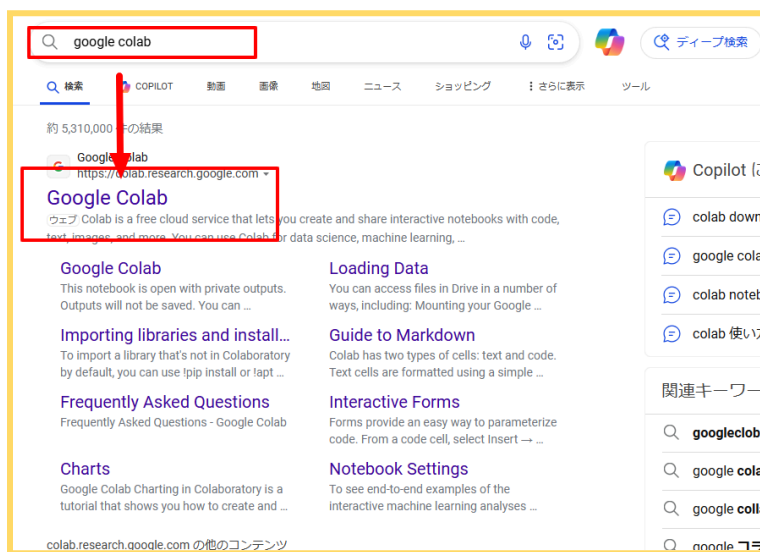 google colab
ディープ検索
検索
COPILOT
動画
画像
地図
ニュース
ショッピング
さらに表示
ツール
約 5,310,000 件の結果
Google Colab
https://colab.research.google.com
Google Colab
ウェブ Colab is a free cloud service that lets you create and share interactive notebooks with code,
text, images, and more. You can use Colab for data science, machine learning, ...
Google Colab
This notebook is open with private outputs.
Outputs will not be saved. You can ...
Loading Data
You can access files in Drive in a number of
ways, including: Mounting your Google ...
Importing libraries and install...
To import a library that's not in Colaboratory
by default, you can use !pip install or !apt ...
Guide to Markdown
Colab has two types of cells: text and code.
Text cells are formatted using a simple ...
Frequently Asked Questions
Frequently Asked Questions - Google Colab
Interactive Forms
Forms provide an easy way to parameterize
code. From a code cell, select Insert → ...
Charts
Google Colab Charting in Colaboratory is a
tutorial that shows you how to create and ...
Notebook Settings
To see end-to-end examples of the
interactive machine learning analyses ...
colab.research.google.com の他のコンテンツ
Copilot
colab down
google cola
colab noteb
colab 使い
関連キーワー
googleclob
google cola
google coll
google コラ